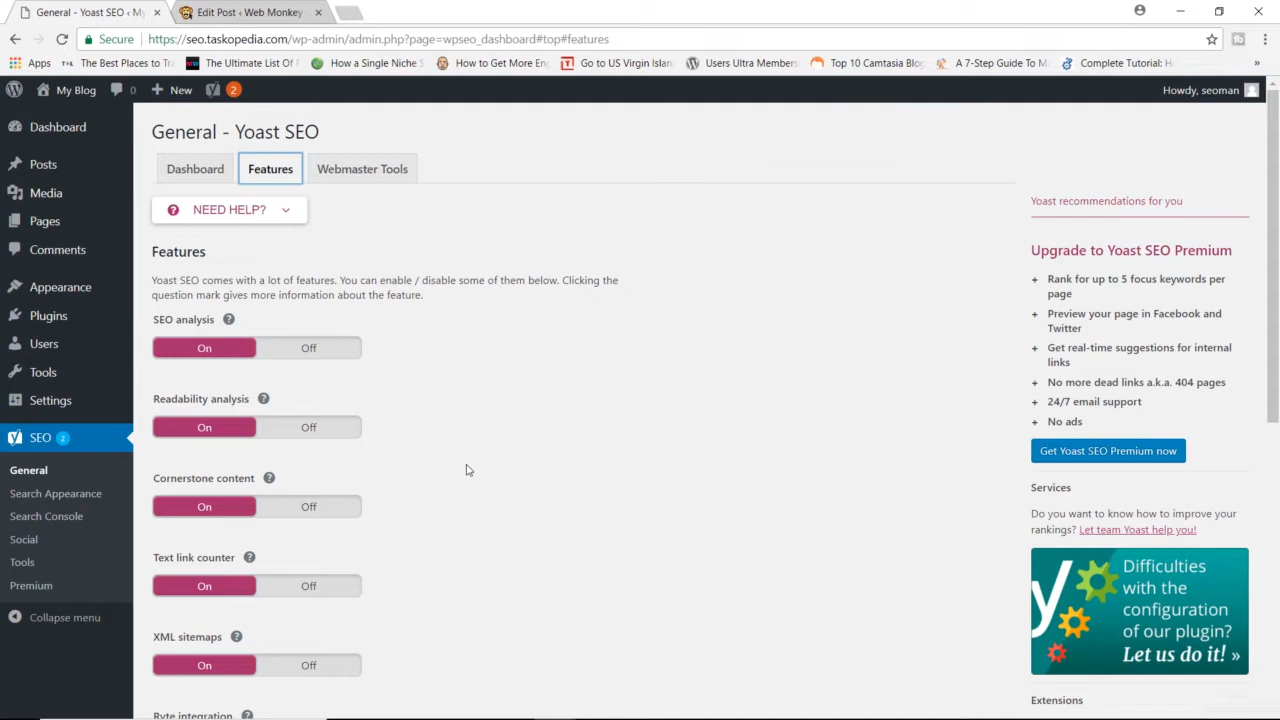 General - Yoast SEO ‹ My
Edit Post ‹ Web Monkey
Secure
https://seo.taskopedia.com/wp-admin/admin.php?page=wpseo_dashboard#top#features
Apps
The Best Places to Tr
The Ultimate List Of
How a Single Niche S
How to Get More En
Go to US Virgin Islan
Users Ultra Members
Top 10 Camtasia Blog
A 7-Step Guide To M
Complete Tutorial: H
»
My Blog
0
New
2
Howdy, seoman
Dashboard
Posts
Media
Pages
Comments
Appearance
Plugins
Users
Tools
Settings
SEO 2
General
Search Appearance
Search Console
Social
Tools
Premium
Collapse menu
General - Yoast SEO
Dashboard
Features
Webmaster Tools
NEED HELP?
Features
Yoast SEO comes with a lot of features. You can enable / disable some of them below. Clicking the
question mark gives more information about the feature.
SEO analysis
On Off
Readability analysis
On Off
Cornerstone content
On Off
Text link counter
On Off
XML sitemaps
On Off
Ryte integration
Yoast recommendations for you
Upgrade to Yoast SEO Premium
+ Rank for up to 5 focus keywords per
page
+ Preview your page in Facebook and
Twitter
+ Get real-time suggestions for internal
links
+ No more dead links a.k.a. 404 pages
+ 24/7 email support
+ No ads
Get Yoast SEO Premium now
Services
Do you want to know how to improve your
rankings? Let team Yoast help you!
Difficulties
with the
configuration
of our plugin?
Let us do it! »
Extensions